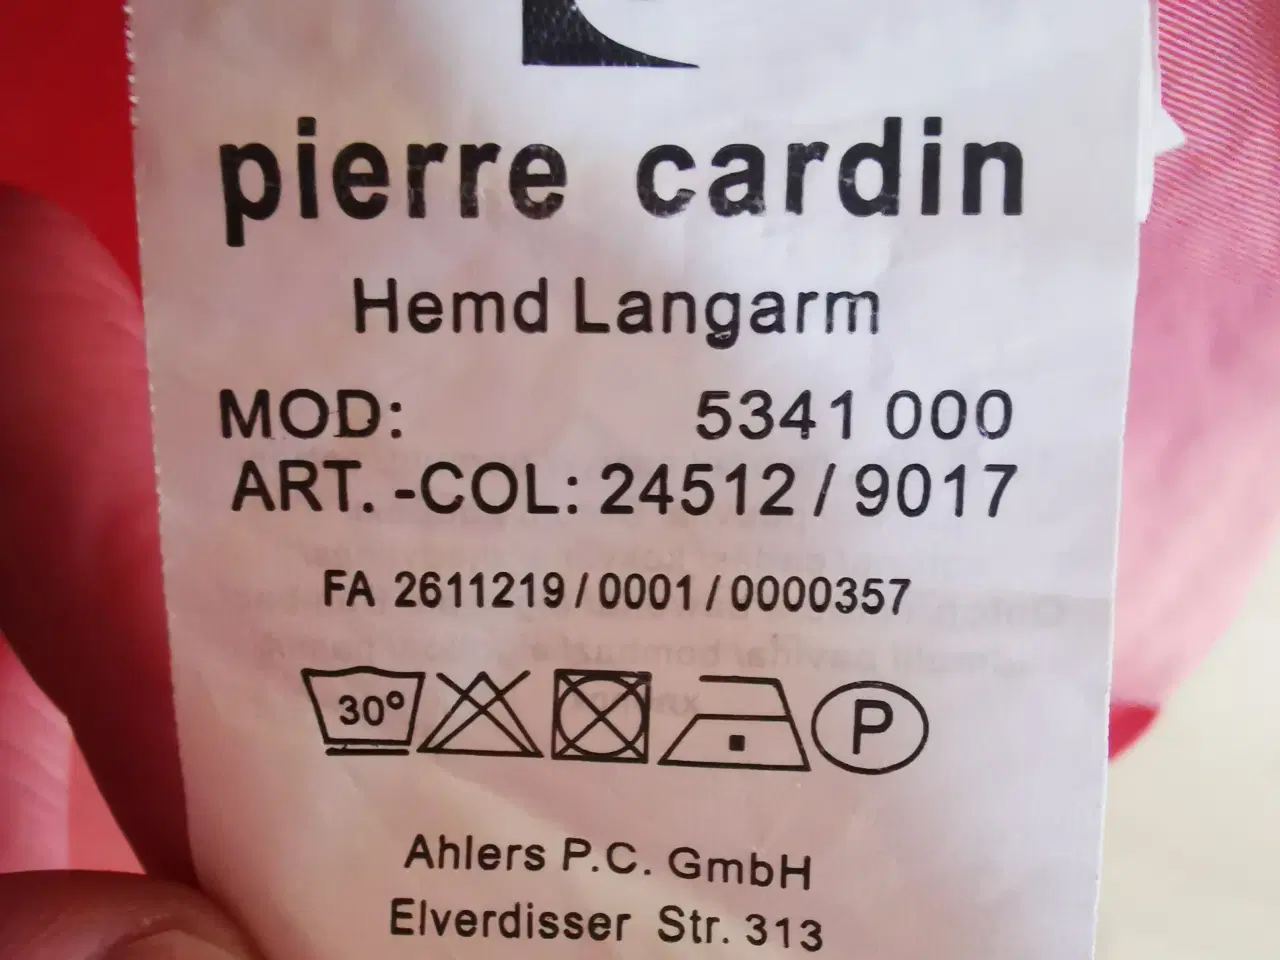 pierre cardin
Hemd Langarm
MOD: 5341 000
ART. -COL: 24512 / 9017
FA 2611219 / 0001 / 0000357
30°
P
Ahlers P.C. GmbH
Elverdisser Str. 313